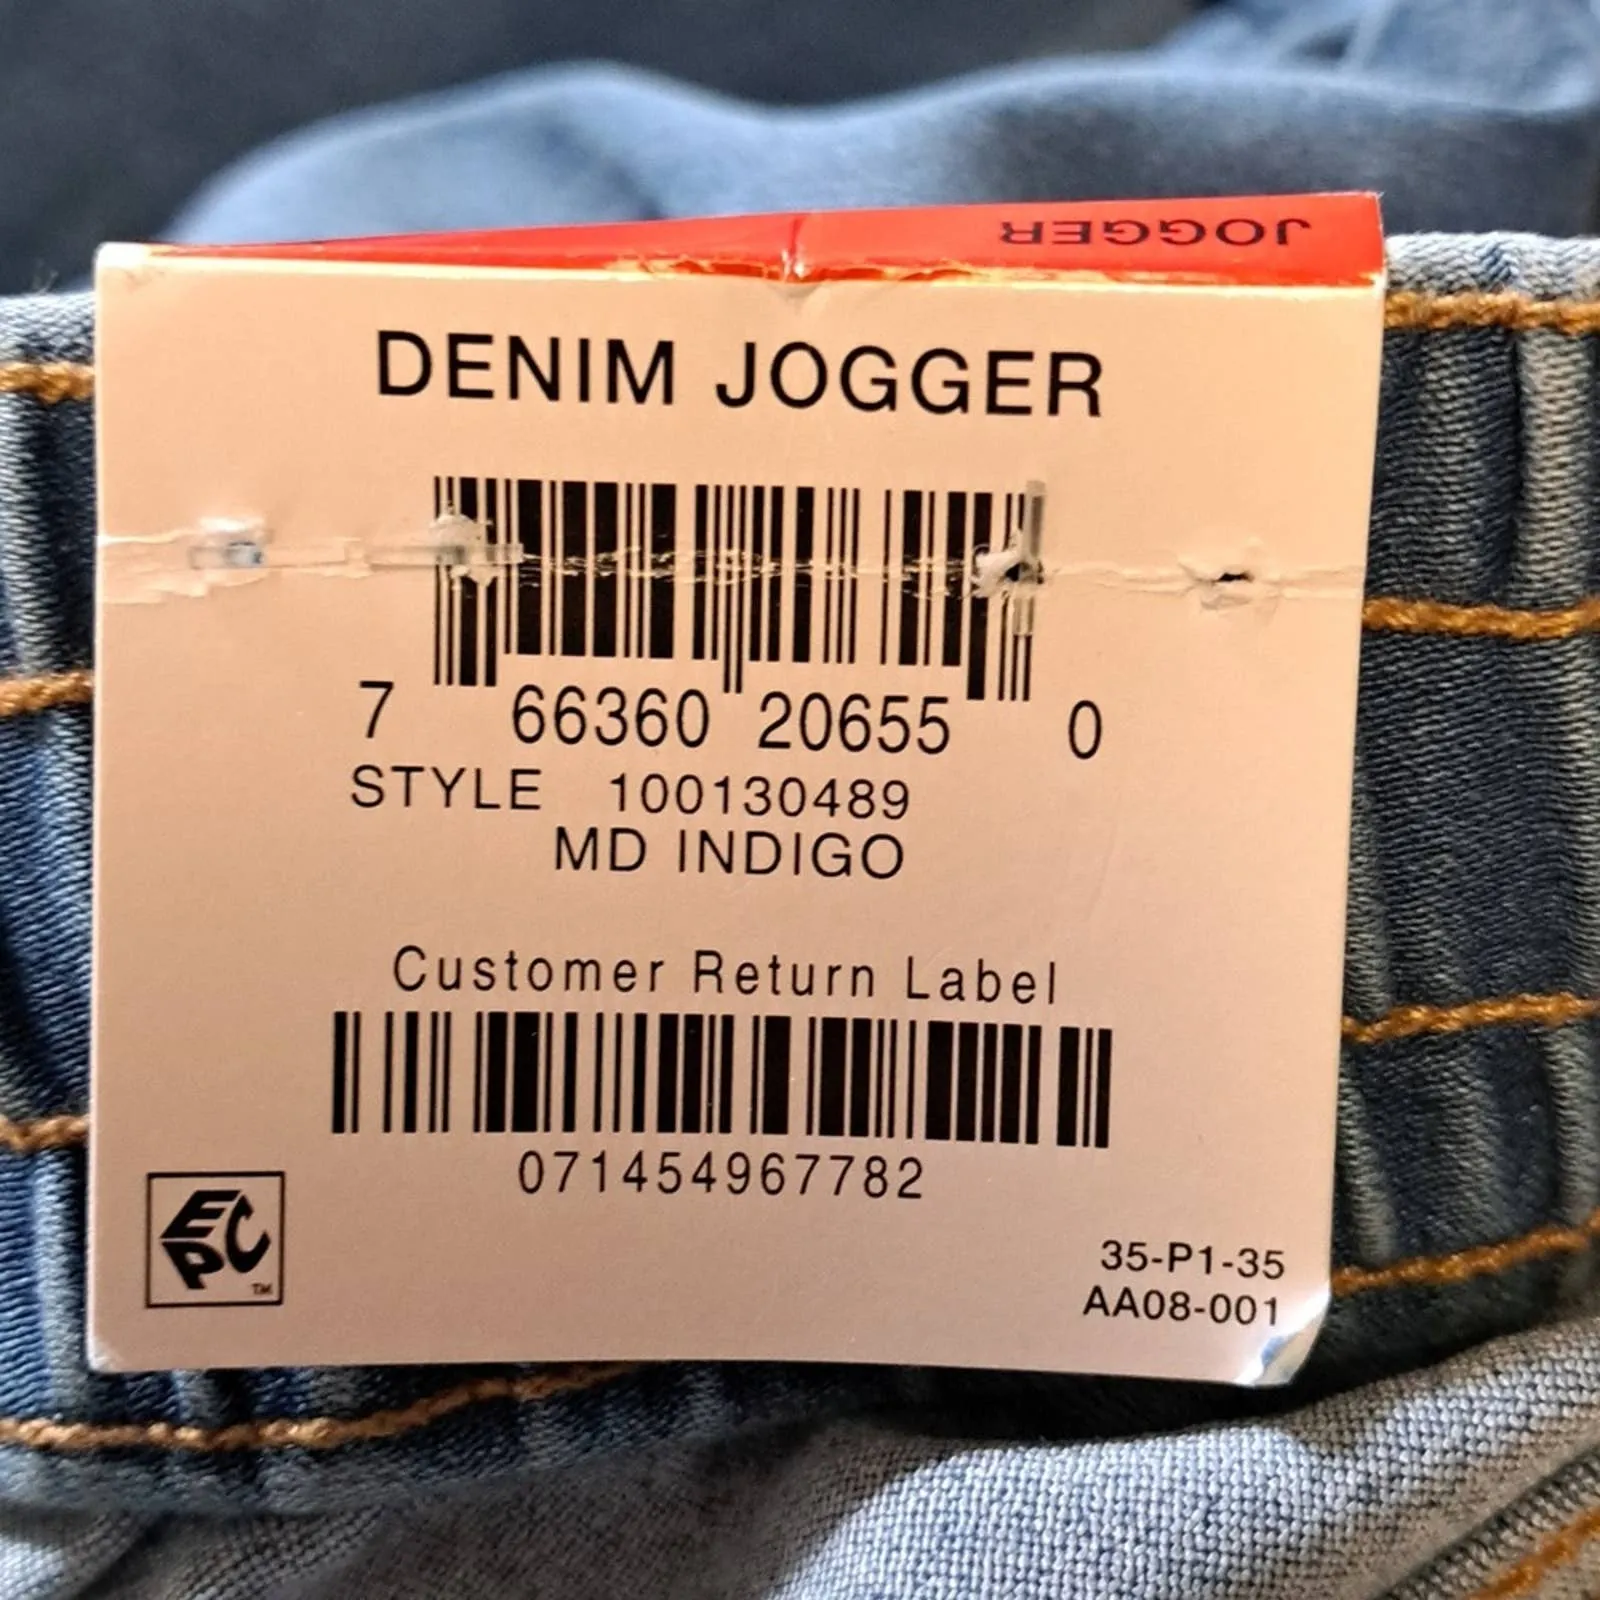 JOGGER
DENIM JOGGER
7 66360 20655 0
STYLE 100130489
MD INDIGO
Customer Return Label
071454967782
EPC
TM
35-P1-35
AA08-001